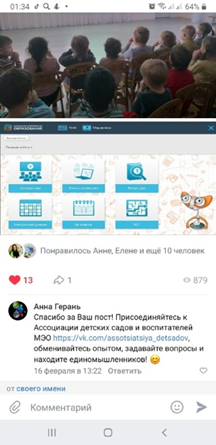 01:34
64%
ОБРАЗОВАНИЕ
Понравилось Анне, Елене и ещё 10 человек
13
1
879
Анна Герань
Спасибо за Ваш пост! Присоединяйтесь к
Ассоциации детских садов и воспитателей
МЭО https://vk.com/assotsiatsiya_detsadov,
обменивайтесь опытом, задавайте вопросы и
находите единомышленников! 😊
16 февраля в 13:22 Ответить
от своего имени
Комментарий